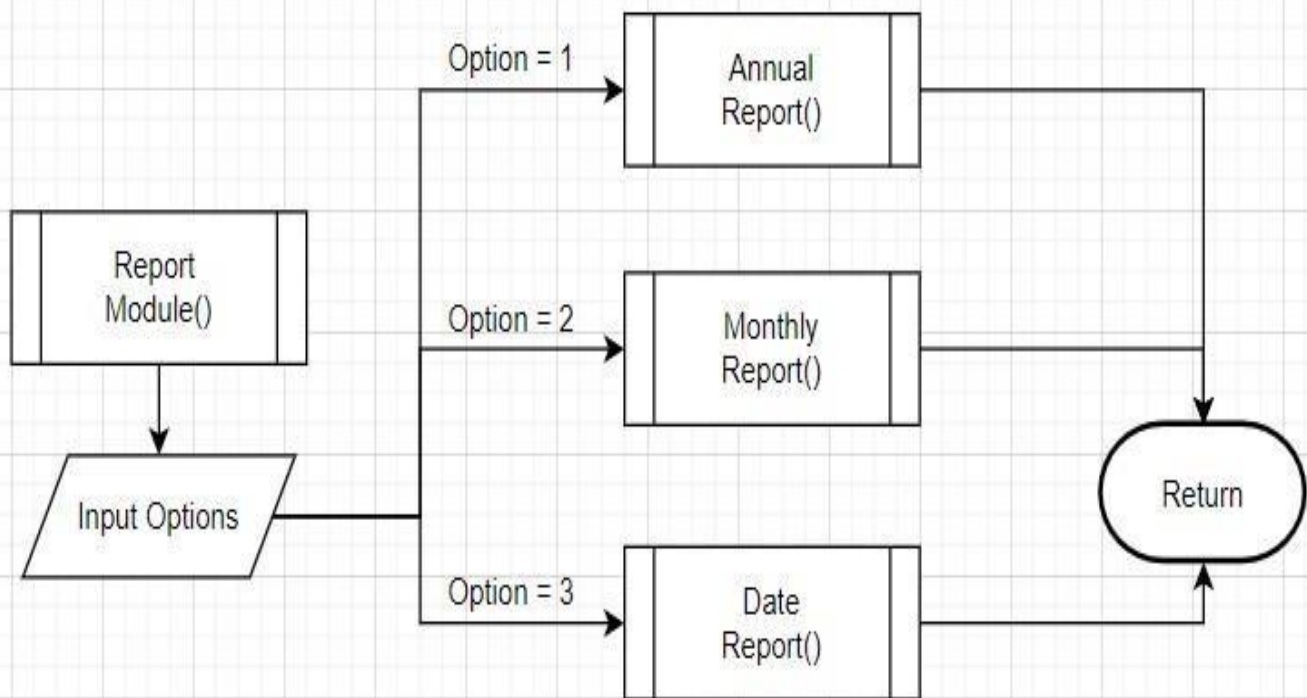 Report
Module()
Input Options
Option = 1
Annual
Report()
Option = 2
Monthly
Report()
Option = 3
Date
Report()
Return